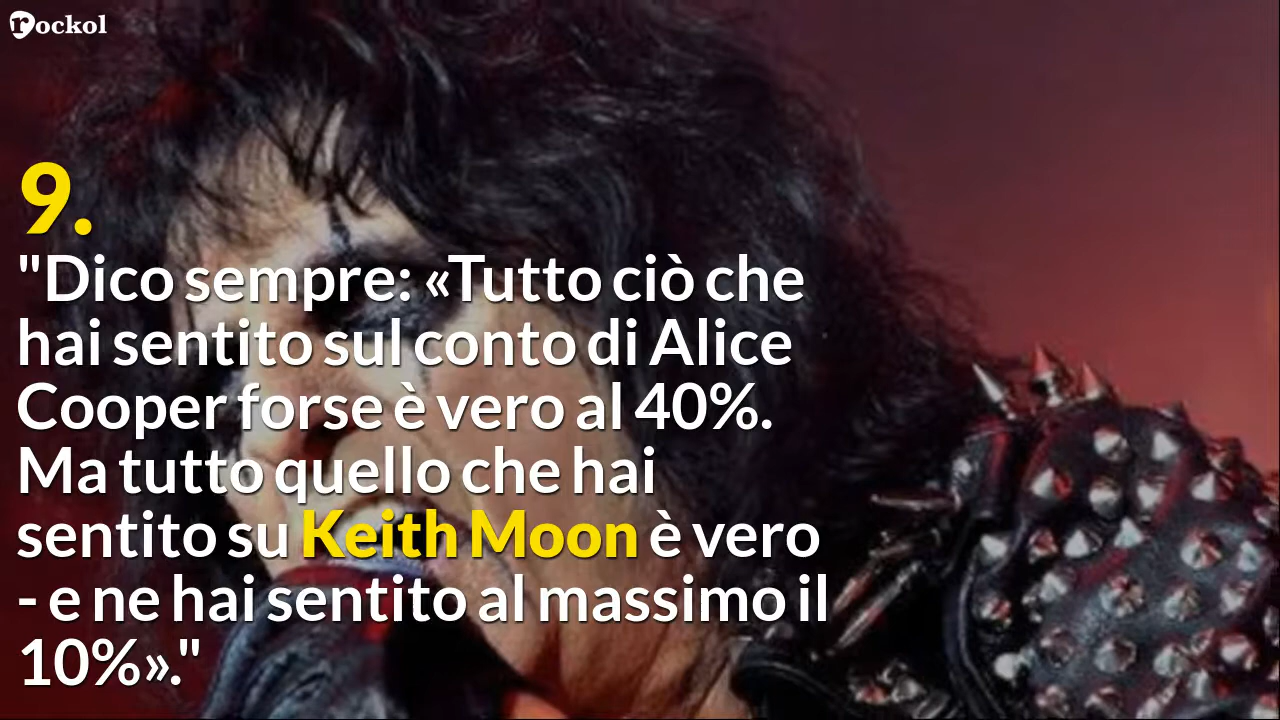 rockol
9.
"Dico sempre: «Tutto ciò che
hai sentito sul conto di Alice
Cooper forse è vero al 40%.
Ma tutto quello che hai
sentito su Keith Moon è vero
- e ne hai sentito al massimo il
10%»."